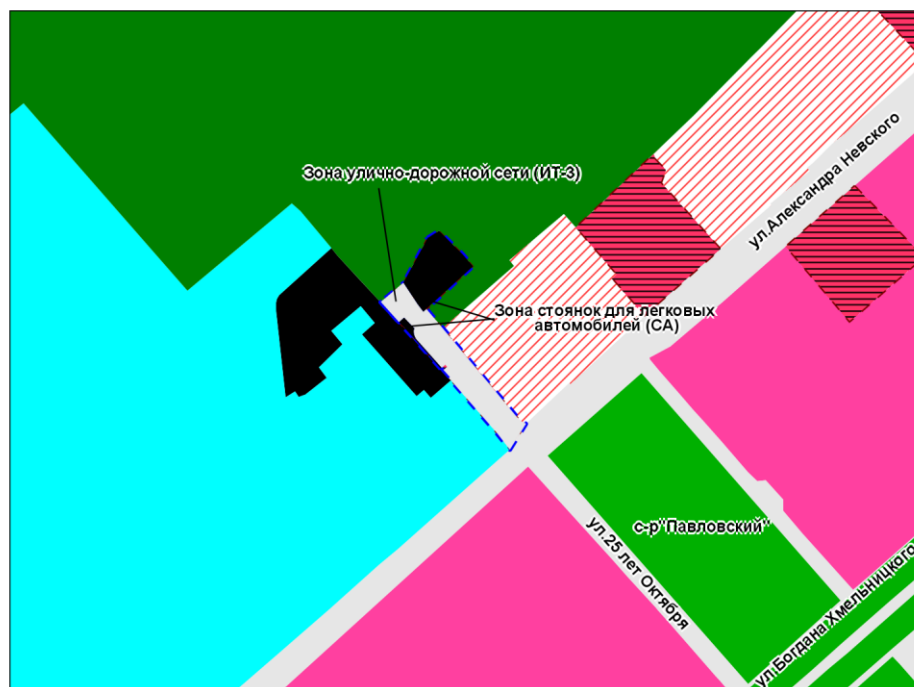 Зона улично-дорожной сети (ИТ-3)
ул.Александра Невского
Зона стоянок для легковых
автомобилей (СА)
с-р"Павловский"
ул.25 лет Октября
ул.Богдана Хмельницкого